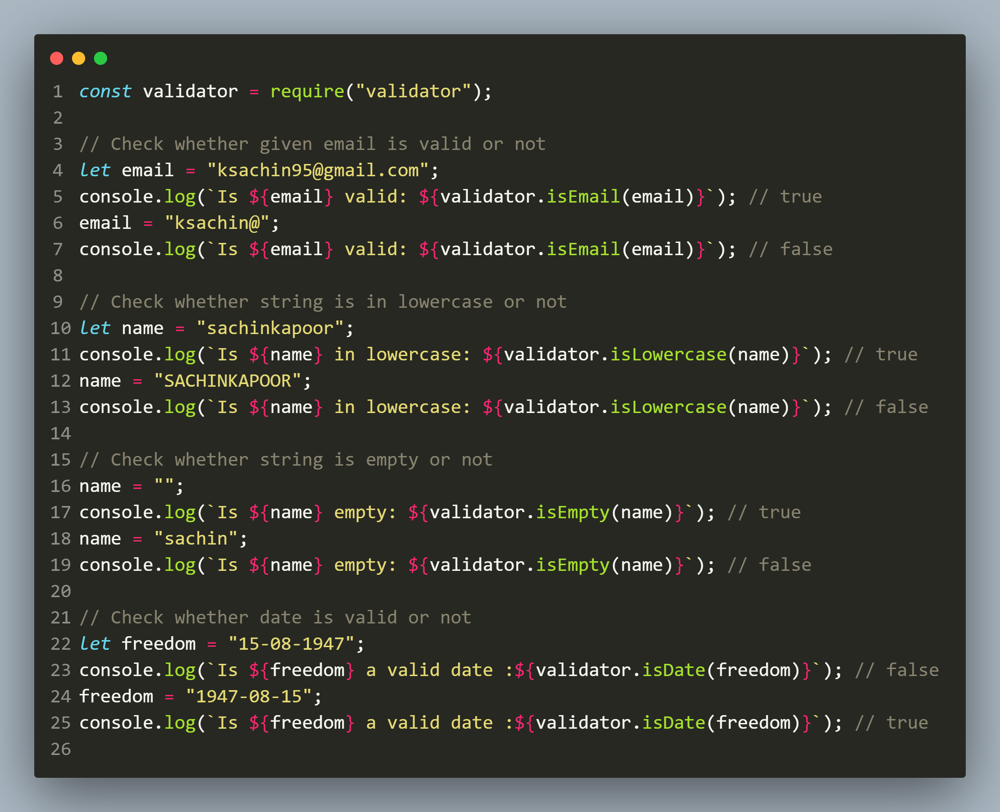 1 const validator = require("validator");
2
3 // Check whether given email is valid or not
4 let email = "ksachin95@gmail.com";
5 console.log(`Is ${email} valid: ${validator.isEmail(email)}`); // true
6 email = "ksachin@";
7 console.log(`Is ${email} valid: ${validator.isEmail(email)}`); // false
8
9 // Check whether string is in lowercase or not
10 let name = "sachinkapoor";
11 console.log(`Is ${name} in lowercase: ${validator.isLowercase(name)}`); // true
12 name = "SACHINKAPOOR";
13 console.log(`Is ${name} in lowercase: ${validator.isLowercase(name)}`); // false
14
15 // Check whether string is empty or not
16 name = "";
17 console.log(`Is ${name} empty: ${validator.isEmpty(name)}`); // true
18 name = "sachin";
19 console.log(`Is ${name} empty: ${validator.isEmpty(name)}`); // false
20
21 // Check whether date is valid or not
22 let freedom = "15-08-1947";
23 console.log(`Is ${freedom} a valid date :${validator.isDate(freedom)}`); // false
24 freedom = "1947-08-15";
25 console.log(`Is ${freedom} a valid date :${validator.isDate(freedom)}`); // true
26